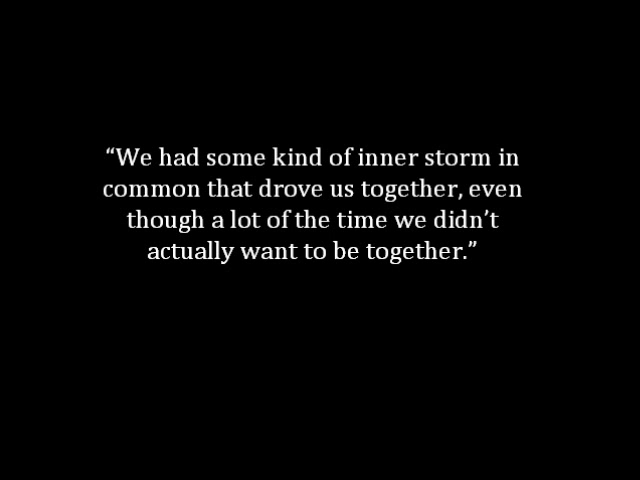 “We had some kind of inner storm in
common that drove us together, even
though a lot of the time we didn’t
actually want to be together.”